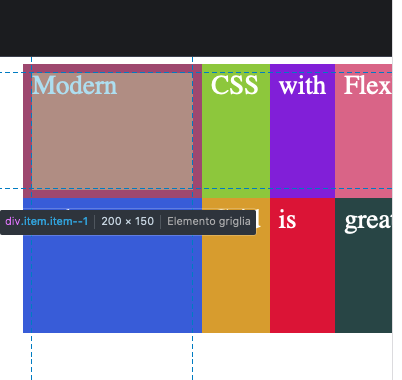 Modern CSS with Flex
div.item.item--1 200 × 150 Elemento griglia
is great